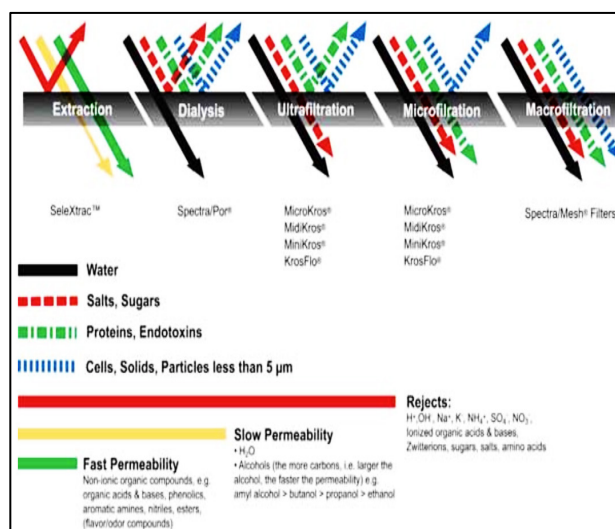 Extraction
Dialysis
Ultrafiltration
Microfilration
Macrofiltration
SeleXtrac™
Spectra/Por®
MicroKros®
MidiKros®
MiniKros®
KrosFlo®
MicroKros®
MidiKros®
MiniKros®
KrosFlo®
Spectra/Mesh® Filters
Water
Salts, Sugars
Proteins, Endotoxins
Cells, Solids, Particles less than 5 µm
Rejects:
H⁺,OH⁻, Na⁺, K⁻, NH₄⁺, SO₄⁻, NO₃⁻,
Ionized organic acids & bases,
Zwitterions, sugars, salts, amino acids
Slow Permeability
• H₂O
• Alcohols (the more carbons, i.e. larger the
alcohol, the faster the permeability) e.g.
amyl alcohol > butanol > propanol > ethanol
Fast Permeability
Non-ionic organic compounds, e.g.
organic acids & bases, phenolics,
aromatic amines, nitriles, esters,
(flavor/odor compounds)